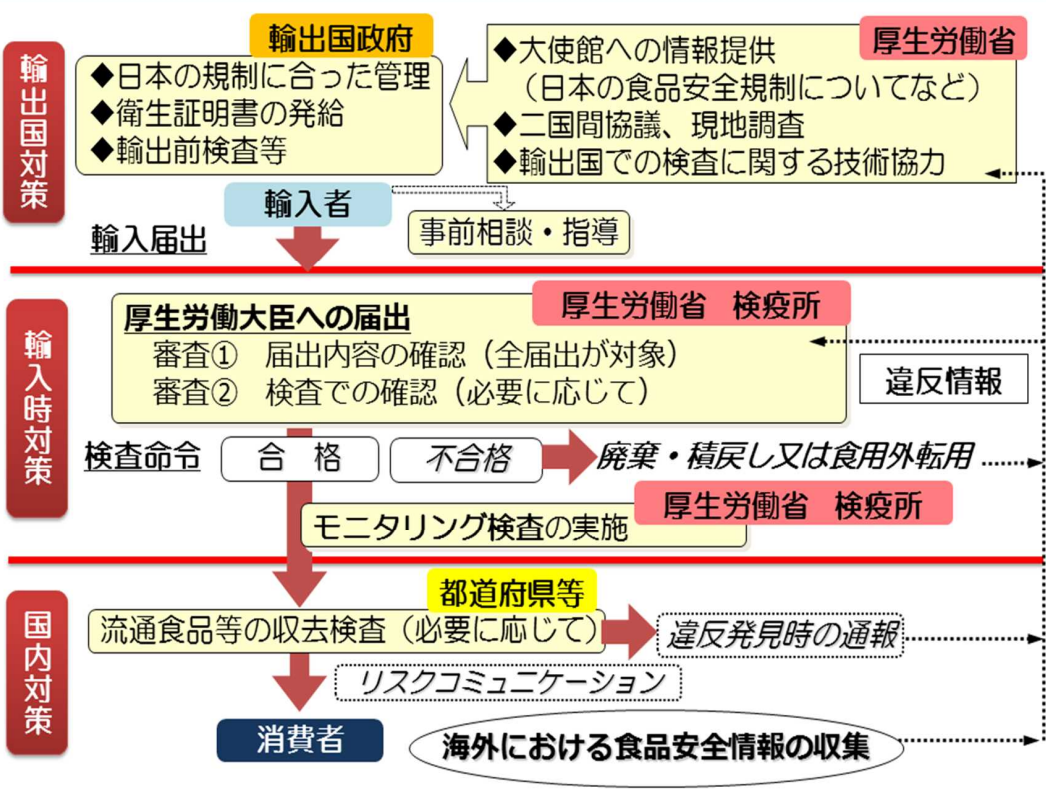 輸出国対策
輸出国政府
◆日本の規制に合った管理
◆衛生証明書の発給
◆輸出前検査等
厚生労働省
◆大使館への情報提供
（日本の食品安全規制についてなど）
◆二国間協議、現地調査
◆輸出国での検査に関する技術協力
輸入者
事前相談・指導
輸入届出
輸入時対策
厚生労働省　検疫所
厚生労働大臣への届出
審査①　届出内容の確認（全届出が対象）
審査②　検査での確認（必要に応じて）
違反情報
検査命令
合　格
不合格
廃棄・積戻し又は食用外転用
厚生労働省　検疫所
モニタリング検査の実施
国内対策
都道府県等
流通食品等の収去検査（必要に応じて）
違反発見時の通報
リスクコミュニケーション
消費者
海外における食品安全情報の収集